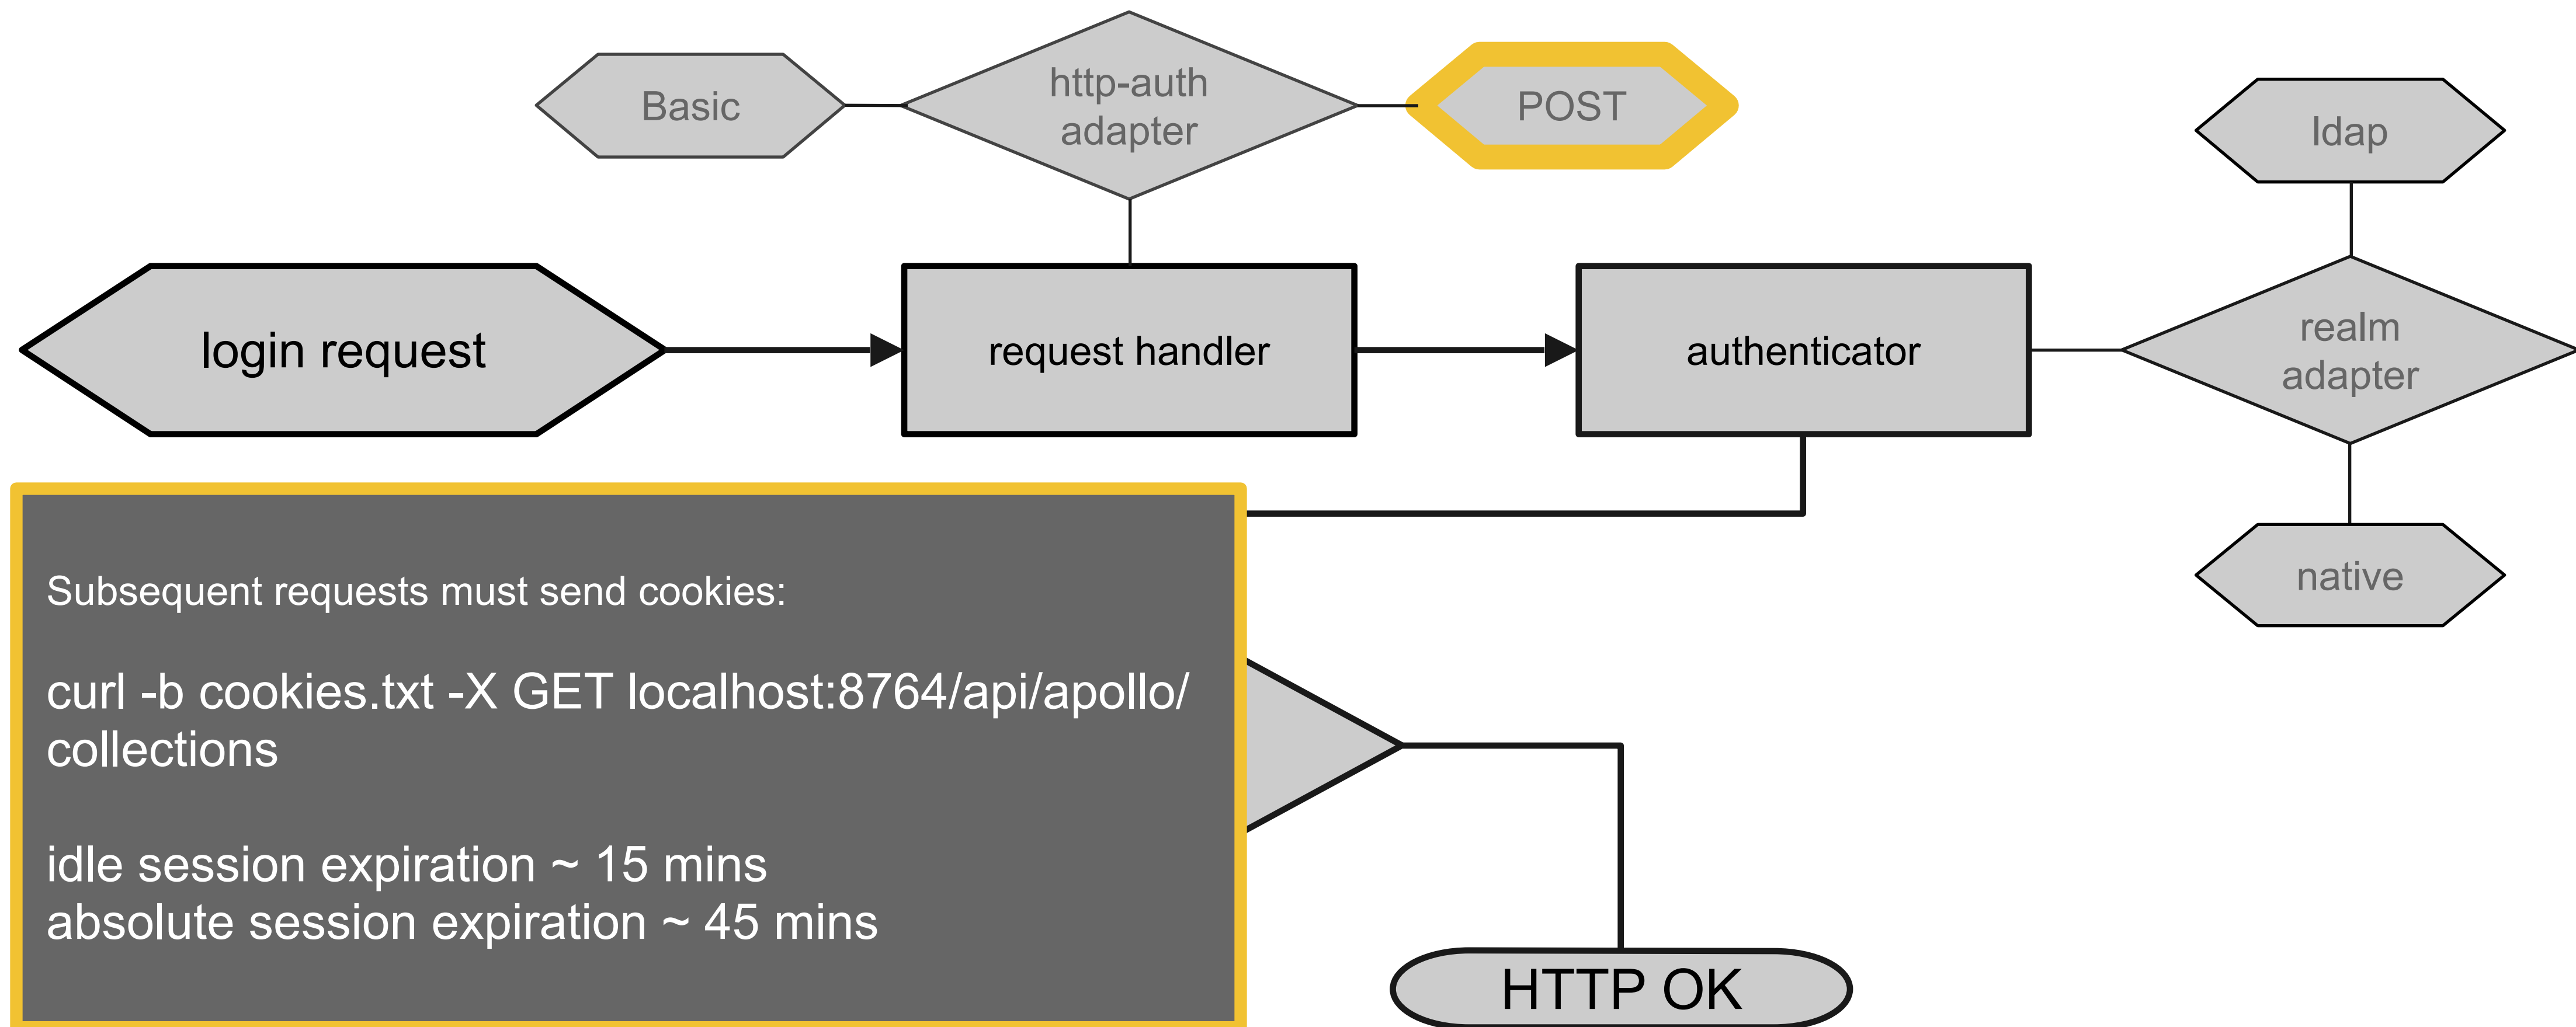 Basic
http-auth
adapter
POST
ldap
login request
request handler
authenticator
realm
adapter
native
Subsequent requests must send cookies:
curl -b cookies.txt -X GET localhost:8764/api/apollo/
collections
idle session expiration ~ 15 mins
absolute session expiration ~ 45 mins
HTTP OK